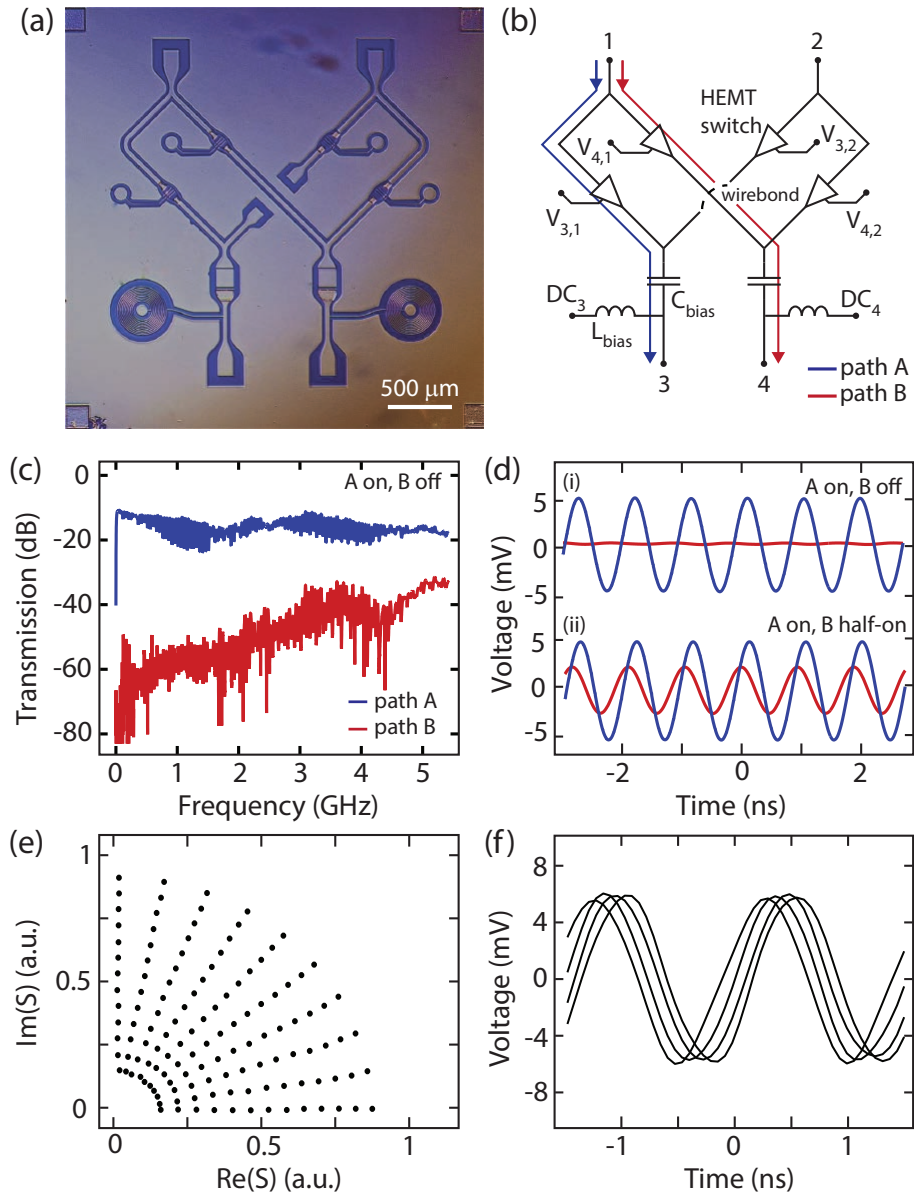 (a)
500 μm
(b)
1
2
HEMT
switch
V4,1
V3,2
wirebond
V3,1
V4,2
DC3
Cbias
DC4
Lbias
3
4
path A
path B
(c)
0
A on, B off
-20
-40
-60
-80
Transmission (dB)
path A
path B
0
1
2
3
4
5
Frequency (GHz)
(d)
(i)
A on, B off
5
0
-5
(ii)
A on, B half-on
5
0
-5
Voltage (mV)
-2
0
2
Time (ns)
(e)
1
0.5
0
Im(S) (a.u.)
0
0.5
1
Re(S) (a.u.)
(f)
8
4
0
-4
-8
Voltage (mV)
-1
0
1
Time (ns)